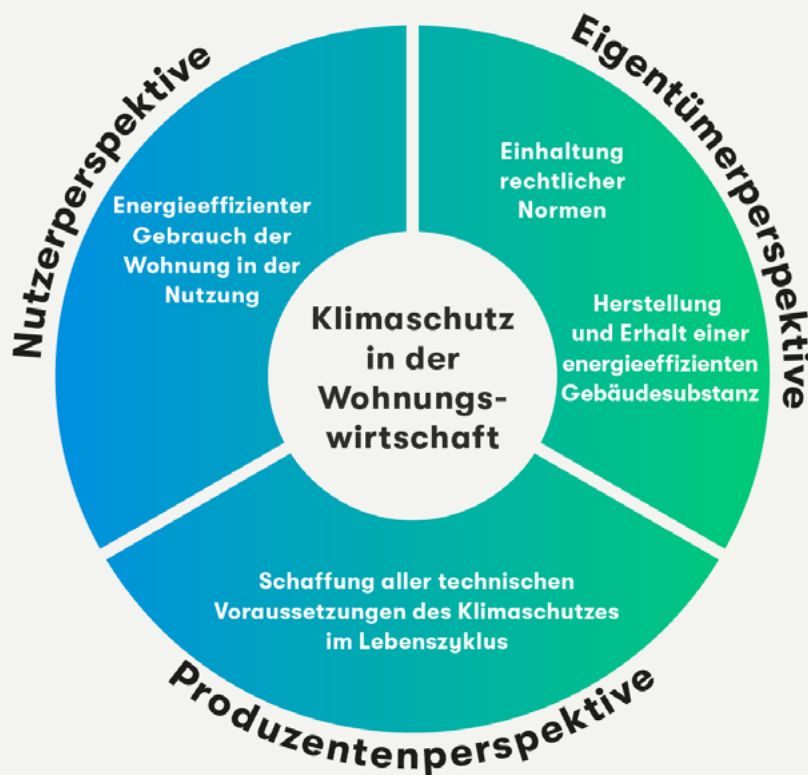 Nutzerperspektive
Eigentümerperspektive
Energieeffizienter
Gebrauch der
Wohnung in der
Nutzung
Einhaltung
rechtlicher
Normen
Herstellung
und Erhalt einer
energieeffizienten
Gebäudesubstanz
Klimaschutz
in der
Wohnungs-
wirtschaft
Schaffung aller technischen
Voraussetzungen des Klimaschutzes
im Lebenszyklus
Produzentenperspektive